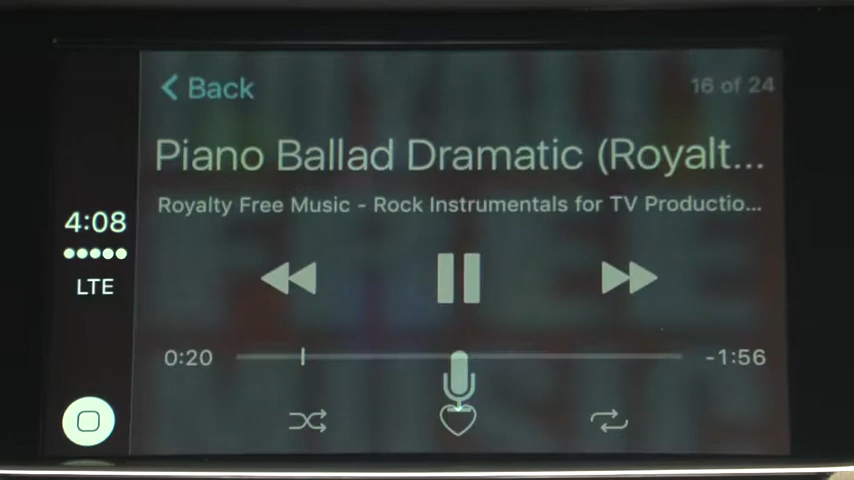 Back
16 of 24
Piano Ballad Dramatic (Royalt...
Royalty Free Music - Rock Instrumentals for TV Productio...
4:08
LTE
0:20
-1:56